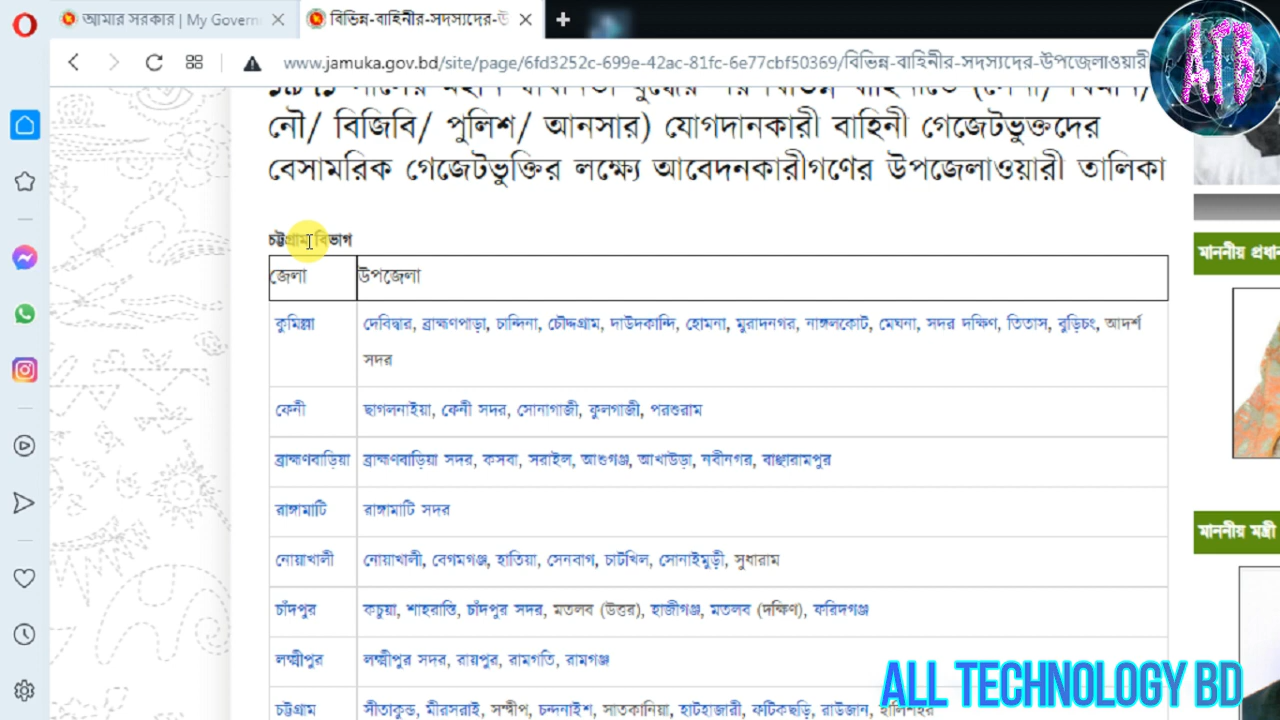 আমার সরকার | My Governi
বিভিন্ন-বাহিনীর-সদস্যদের-উ
www.jamuka.gov.bd/site/page/6fd3252c-699e-42ac-81fc-6e77cbf50369/বিভিন্ন-বাহিনীর-সদস্যদের-উপজেলাওয়ারী
নৌ/ বিজিবি/ পুলিশ/ আনসার) যোগদানকারী বাহিনী গেজেটভুক্তদের
বেসামরিক গেজেটভুক্তির লক্ষ্যে আবেদনকারীগণের উপজেলাওয়ারী তালিকা
চট্টগ্রাম বিভাগ
জেলা উপজেলা
কুমিল্লা দেবিদ্বার, ব্রাহ্মণপাড়া, চান্দিনা, চৌদ্দগ্রাম, দাউদকান্দি, হোমনা, মুরাদনগর, নাঙ্গলকোট, মেঘনা, সদর দক্ষিণ, তিতাস, বুড়িচং, আদর্শ
সদর
ফেনী ছাগলনাইয়া, ফেনী সদর, সোনাগাজী, ফুলগাজী, পরশুরাম
ব্রাহ্মণবাড়িয়া ব্রাহ্মণবাড়িয়া সদর, কসবা, সরাইল, আশুগঞ্জ, আখাউড়া, নবীনগর, বাঞ্ছারামপুর
রাঙ্গামাটি রাঙ্গামাটি সদর
নোয়াখালী নোয়াখালী, বেগমগঞ্জ, হাতিয়া, সেনবাগ, চাটখিল, সোনাইমুড়ী, সুধারাম
চাঁদপুর কচুয়া, শাহরাস্তি, চাঁদপুর সদর, মতলব (উত্তর), হাজীগঞ্জ, মতলব (দক্ষিণ), ফরিদগঞ্জ
লক্ষ্মীপুর লক্ষ্মীপুর সদর, রায়পুর, রামগতি, রামগঞ্জ
চট্টগ্রাম সীতাকুন্ড, মীরসরাই, সন্দ্বীপ, চন্দনাইশ, সাতকানিয়া, হাটহাজারী, ফটিকছড়ি, রাউজান, হালিশহর
মাননীয় প্রধান
মাননীয় মন্ত্রী
ATD
ALL TECHNOLOGY BD